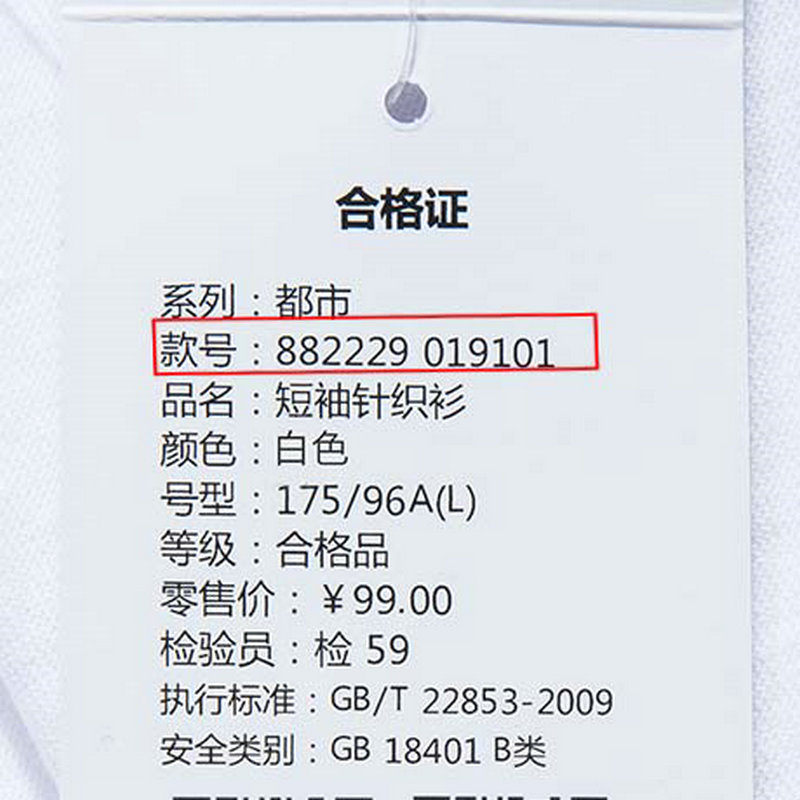 合格证
系列：都市
款号：882229 019101
品名：短袖针织衫
颜色：白色
号型：175/96A(L)
等级：合格品
零售价：￥99.00
检验员：检 59
执行标准：GB/T 22853-2009
安全类别：GB 18401 B类